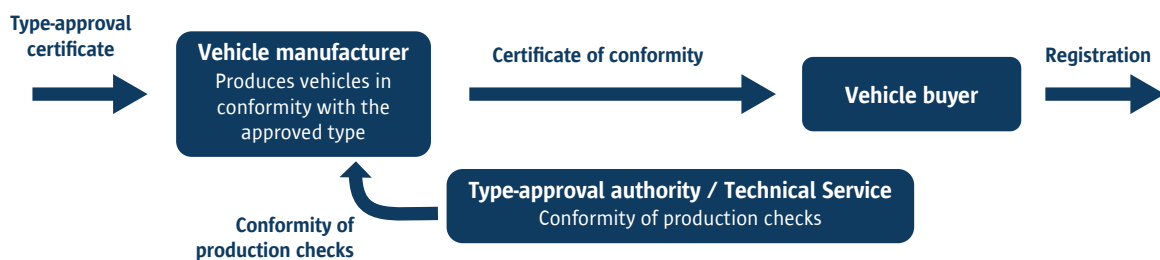 Type-approval
certificate
Vehicle manufacturer
Produces vehicles in
conformity with the
approved type
Certificate of conformity
Vehicle buyer
Registration
Type-approval authority / Technical Service
Conformity of production checks
Conformity of
production checks